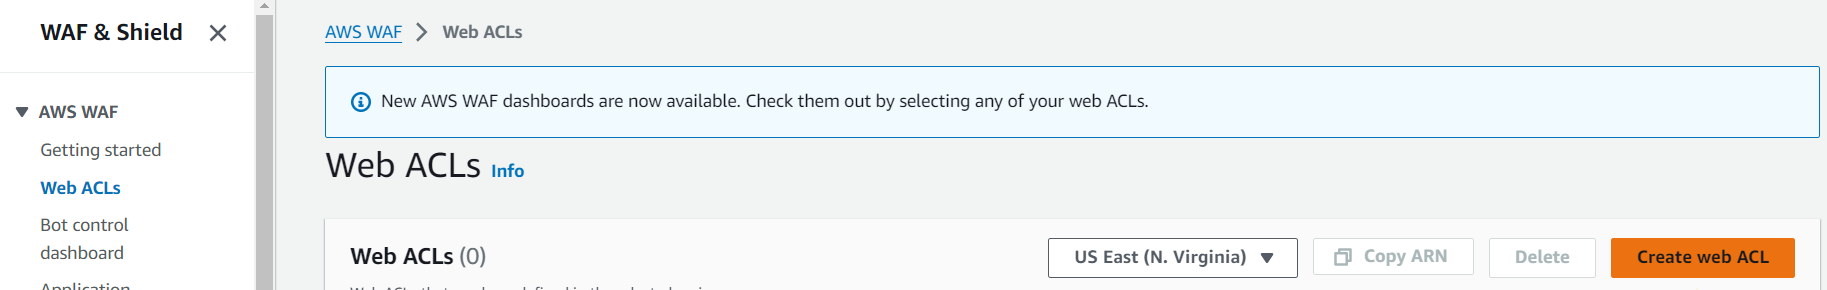 WAF & Shield
AWS WAF
Getting started
Web ACLs
Bot control
dashboard
Application
AWS WAF > Web ACLs
New AWS WAF dashboards are now available. Check them out by selecting any of your web ACLs.
Web ACLs Info
Web ACLs (0)
US East (N. Virginia)
Copy ARN
Delete
Create web ACL